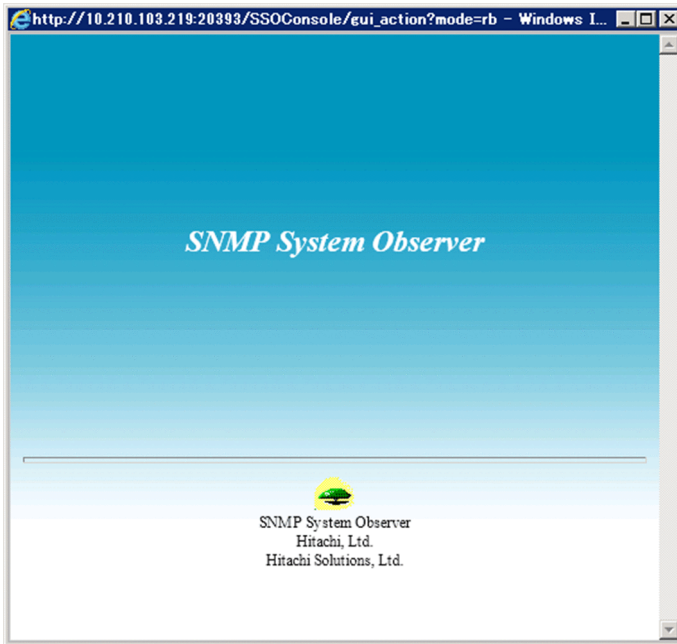 http://10.210.103.219:20393/SSOConsole/gui_action?mode=rb - Windows I...
SNMP System Observer
SNMP System Observer
Hitachi, Ltd.
Hitachi Solutions, Ltd.